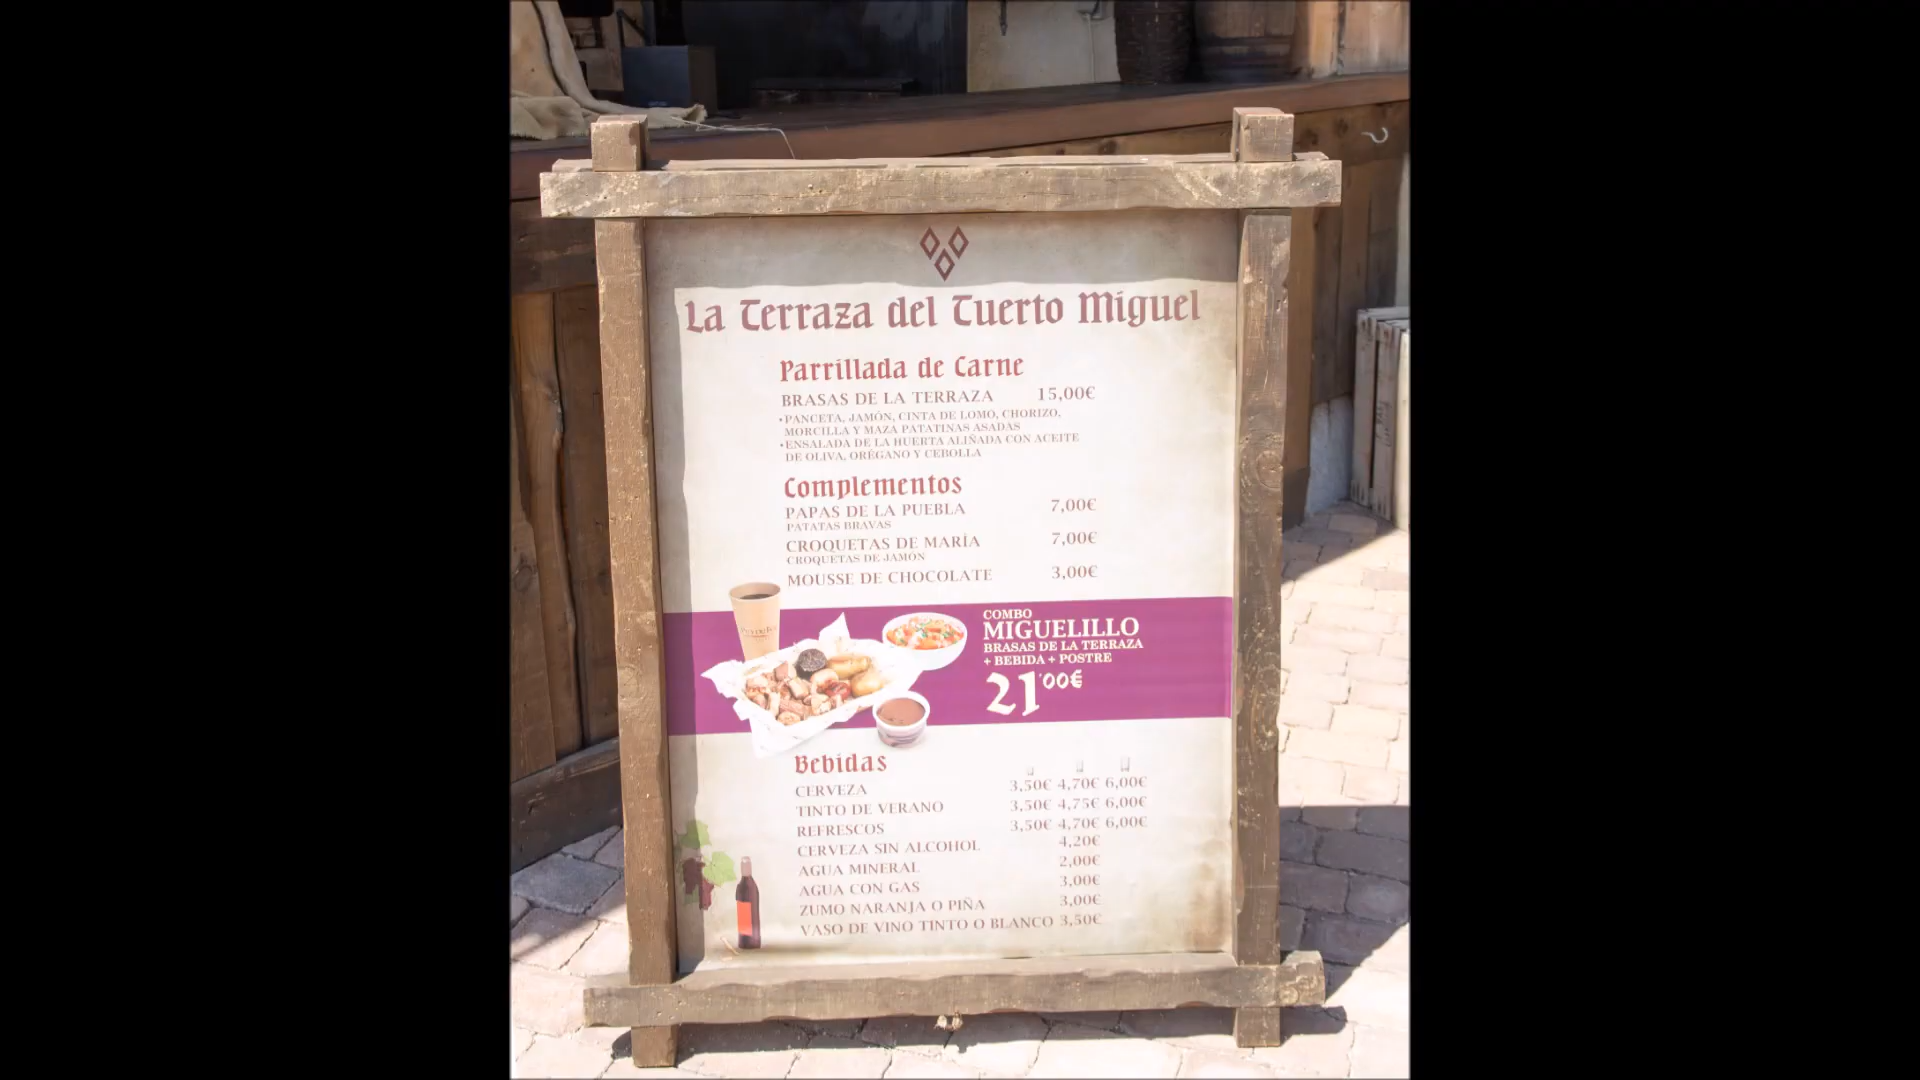 La Terraza del Tuerto Miguel
Parrillada de Carne
BRASAS DE LA TERRAZA 15,00€
•PANCETA, JAMÓN, CINTA DE LOMO, CHORIZO,
MORCILLA Y MAZA PATATINAS ASADAS
•ENSALADA DE LA HUERTA ALIÑADA CON ACEITE
DE OLIVA, ORÉGANO Y CEBOLLA
Complementos
PAPAS DE LA PUEBLA 7,00€
PATATAS BRAVAS
CROQUETAS DE MARÍA 7,00€
CROQUETAS DE JAMÓN
MOUSSE DE CHOCOLATE 3,00€
COMBO
MIGUELILLO
BRASAS DE LA TERRAZA
+ BEBIDA + POSTRE
21'00€
Bebidas
CERVEZA 3,50€ 4,70€ 6,00€
TINTO DE VERANO 3,50€ 4,75€ 6,00€
REFRESCOS 3,50€ 4,70€ 6,00€
CERVEZA SIN ALCOHOL 4,20€
AGUA MINERAL 2,00€
AGUA CON GAS 3,00€
ZUMO NARANJA O PIÑA 3,00€
VASO DE VINO TINTO O BLANCO 3,50€